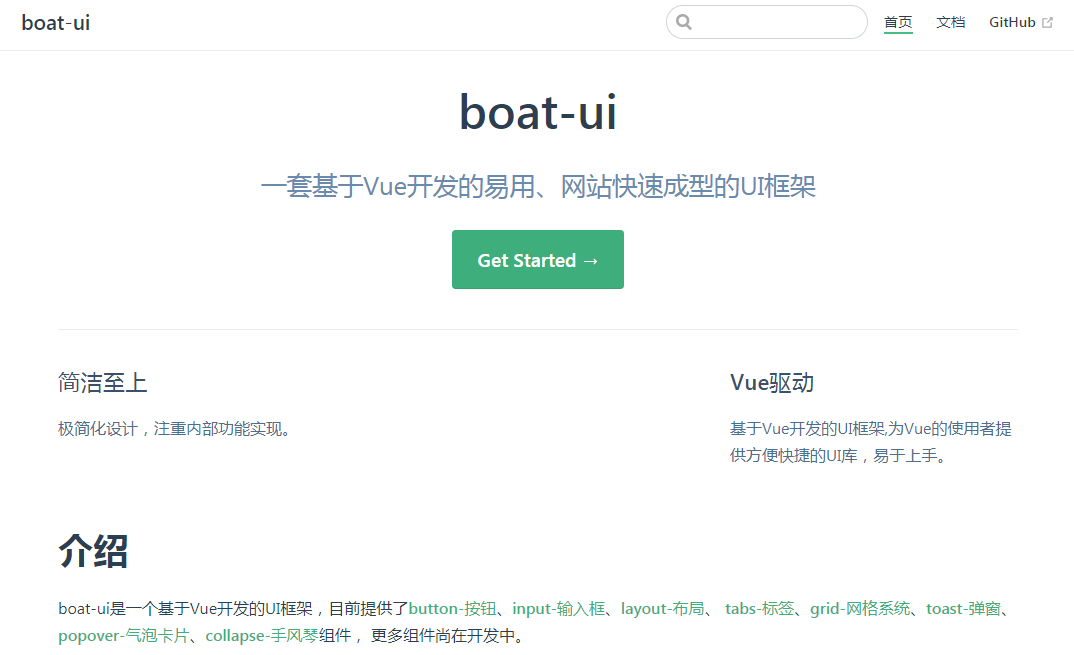 boat-ui
首页 文档 GitHub
boat-ui
一套基于Vue开发的易用、网站快速成型的UI框架
Get Started →
简洁至上
极简化设计，注重内部功能实现。
Vue驱动
基于Vue开发的UI框架,为Vue的使用者提
供方便快捷的UI库，易于上手。
介绍
boat-ui是一个基于Vue开发的UI框架，目前提供了button-按钮、input-输入框、layout-布局、 tabs-标签、grid-网格系统、toast-弹窗、
popover-气泡卡片、collapse-手风琴组件， 更多组件尚在开发中。